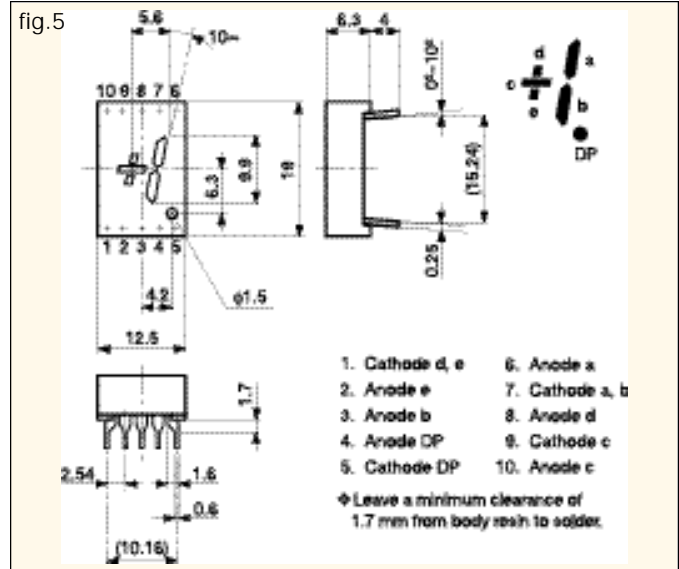 fig.5
5.6
10∞
6.3
4
0°–10°
d
a
c
e
b
DP
10 9 8 7 6
6.3
9.9
19
(15.24)
0.25
1 2 3 4 5
4.2
φ1.5
12.5
1.7
2.54
1.6
0.6
(10.16)
1. Cathode d, e
2. Anode e
3. Anode b
4. Anode DP
5. Cathode DP
6. Anode a
7. Cathode a, b
8. Anode d
9. Cathode c
10. Anode c
❖Leave a minimum clearance of
1.7 mm from body resin to solder.